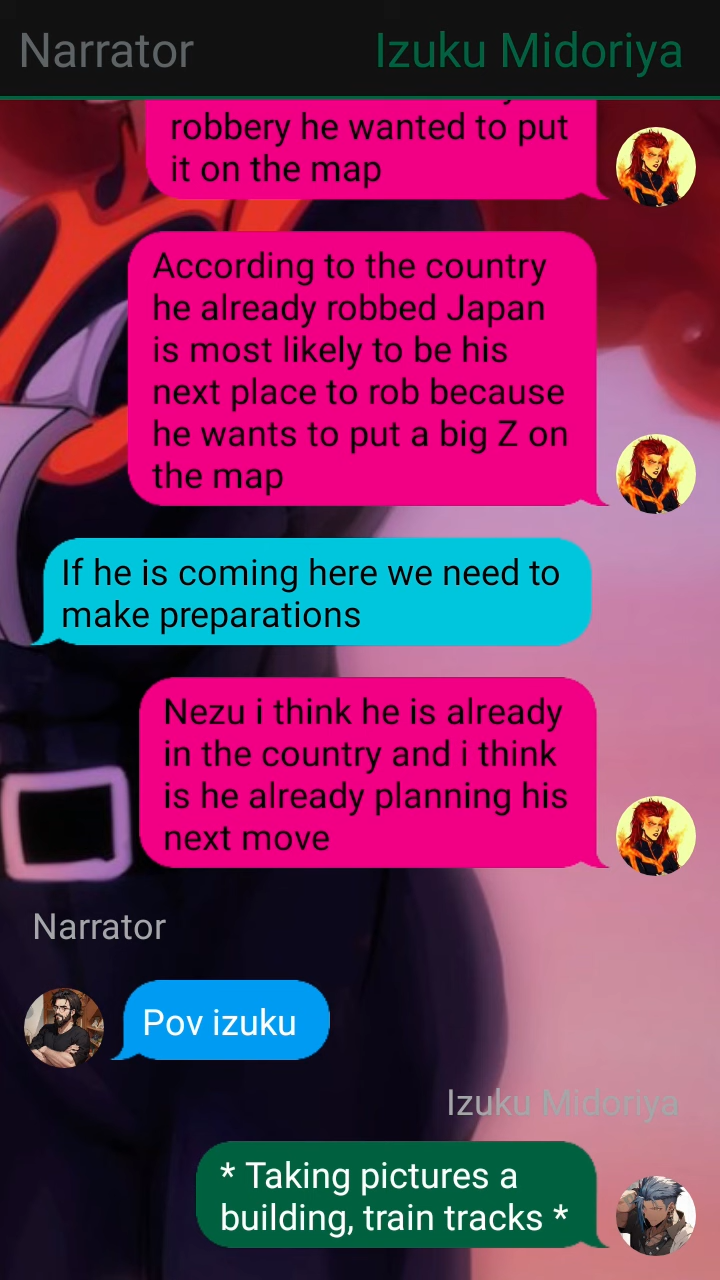 Narrator
Izuku Midoriya
robbery he wanted to put
it on the map
According to the country
he already robbed Japan
is most likely to be his
next place to rob because
he wants to put a big Z on
the map
If he is coming here we need to
make preparations
Nezu i think he is already
in the country and i think
is he already planning his
next move
Narrator
Pov izuku
Izuku Midoriya
* Taking pictures a
building, train tracks *